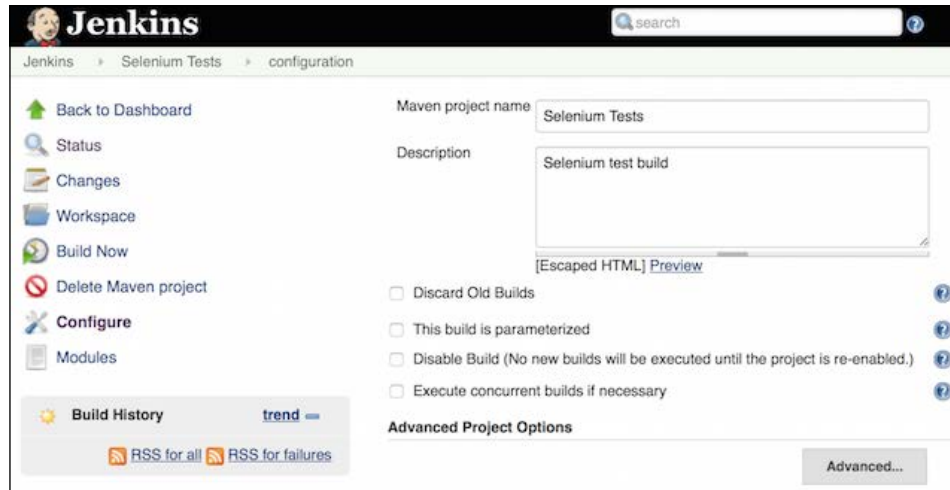 Jenkins
search
Jenkins Selenium Tests configuration
Back to Dashboard
Status
Changes
Workspace
Build Now
Delete Maven project
Configure
Modules
Build History trend
RSS for all RSS for failures
Maven project name Selenium Tests
Description Selenium test build
[Escaped HTML] Preview
Discard Old Builds
This build is parameterized
Disable Build (No new builds will be executed until the project is re-enabled.)
Execute concurrent builds if necessary
Advanced Project Options
Advanced...